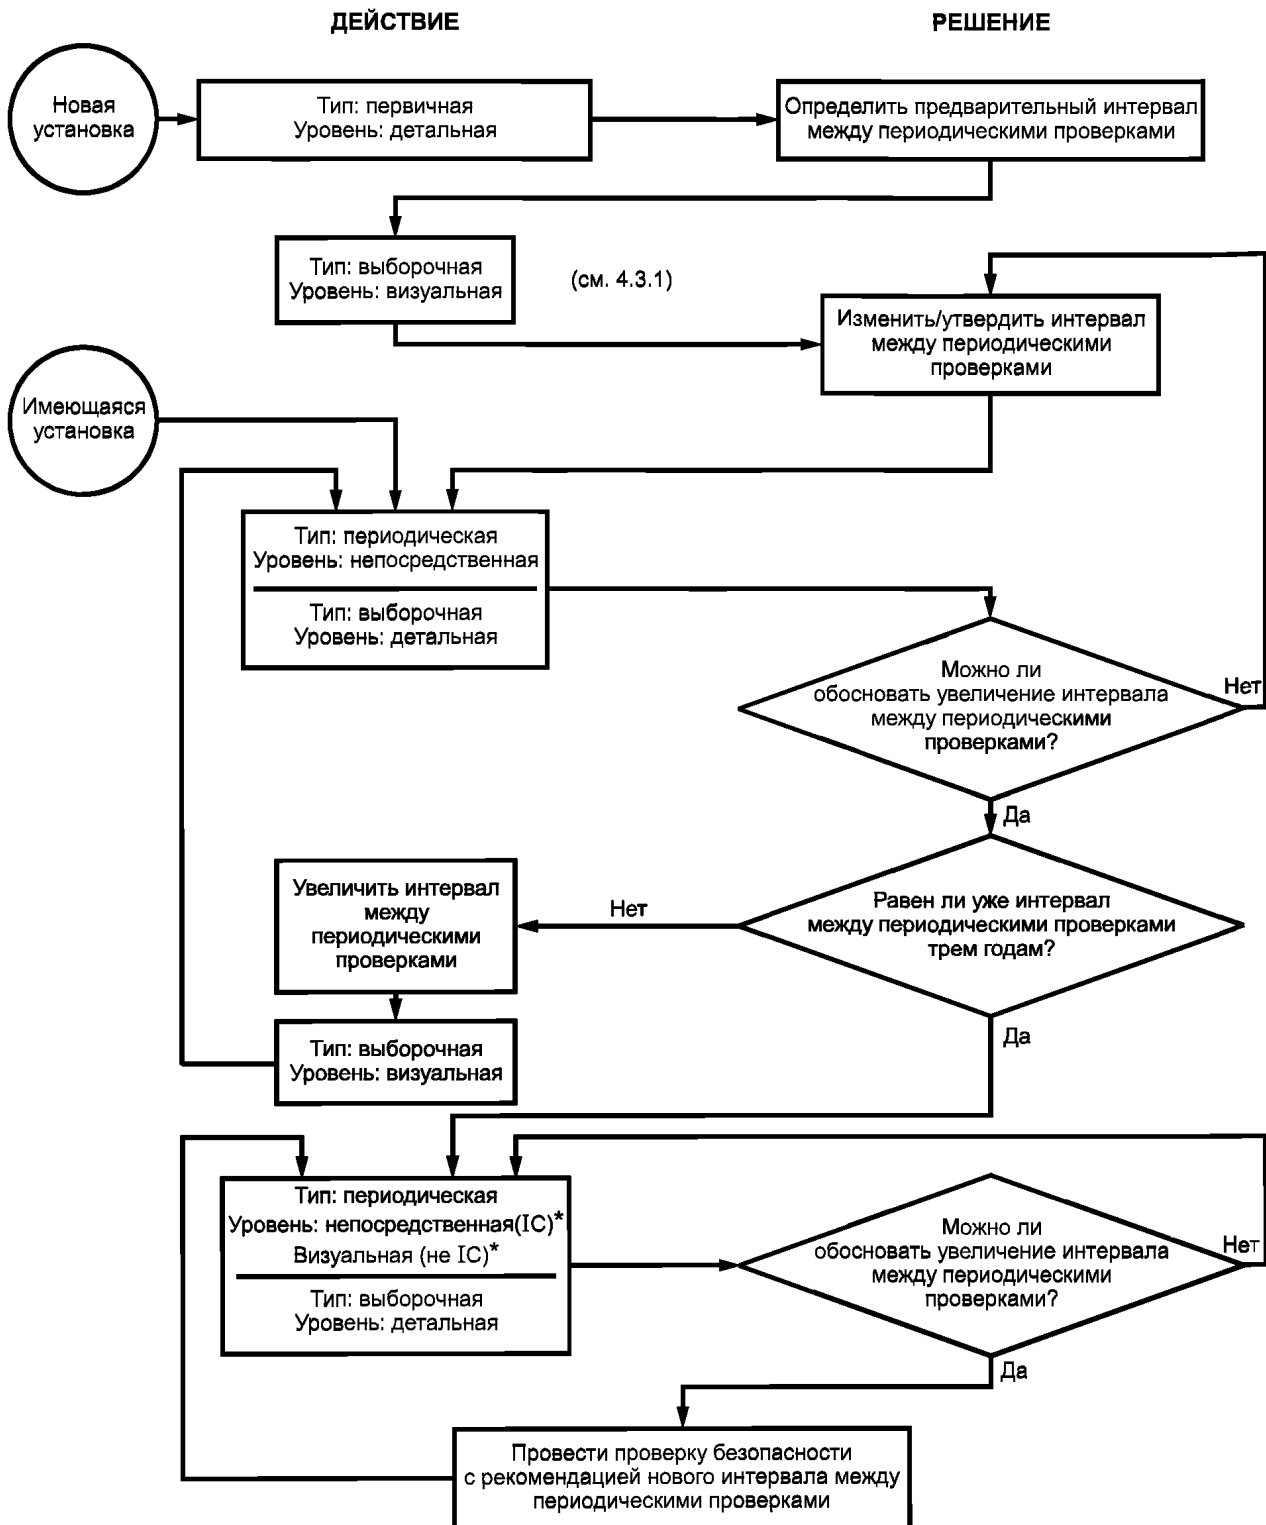 ДЕЙСТВИЕ
РЕШЕНИЕ
Новая
установка
Тип: первичная
Уровень: детальная
Определить предварительный интервал
между периодическими проверками
Тип: выборочная
Уровень: визуальная
(см. 4.3.1)
Изменить/утвердить интервал
между периодическими
проверками
Имеющаяся
установка
Тип: периодическая
Уровень: непосредственная
Тип: выборочная
Уровень: детальная
Можно ли
обосновать увеличение интервала
между периодическими
проверками?
Нет
Да
Увеличить интервал
между
периодическими
проверками
Нет
Равен ли уже интервал
между периодическими проверками
трем годам?
Да
Тип: выборочная
Уровень: визуальная
Тип: периодическая
Уровень: непосредственная(IC)*
Визуальная (не IC)*
Тип: выборочная
Уровень: детальная
Можно ли
обосновать увеличение интервала
между периодическими
проверками?
Нет
Да
Провести проверку безопасности
с рекомендацией нового интервала между
периодическими проверками